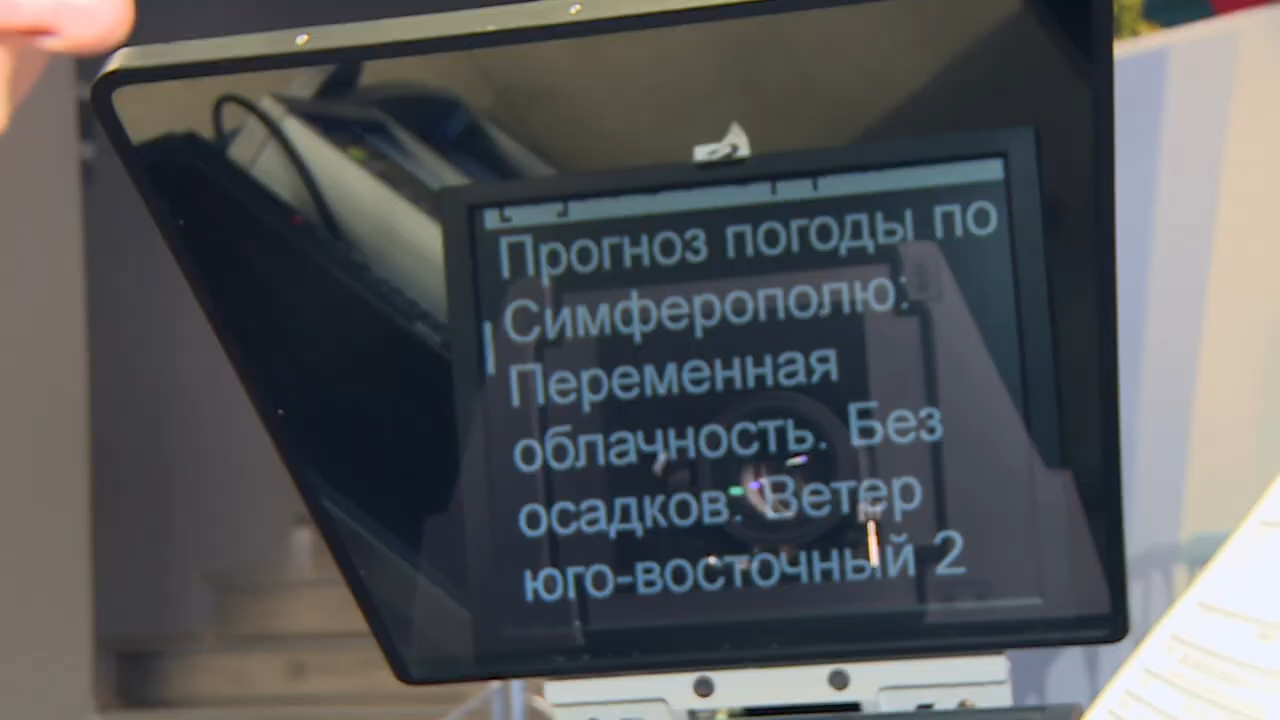 Прогноз погоды по
Симферополю:
Переменная
облачность. Без
осадков. Ветер
юго-восточный 2